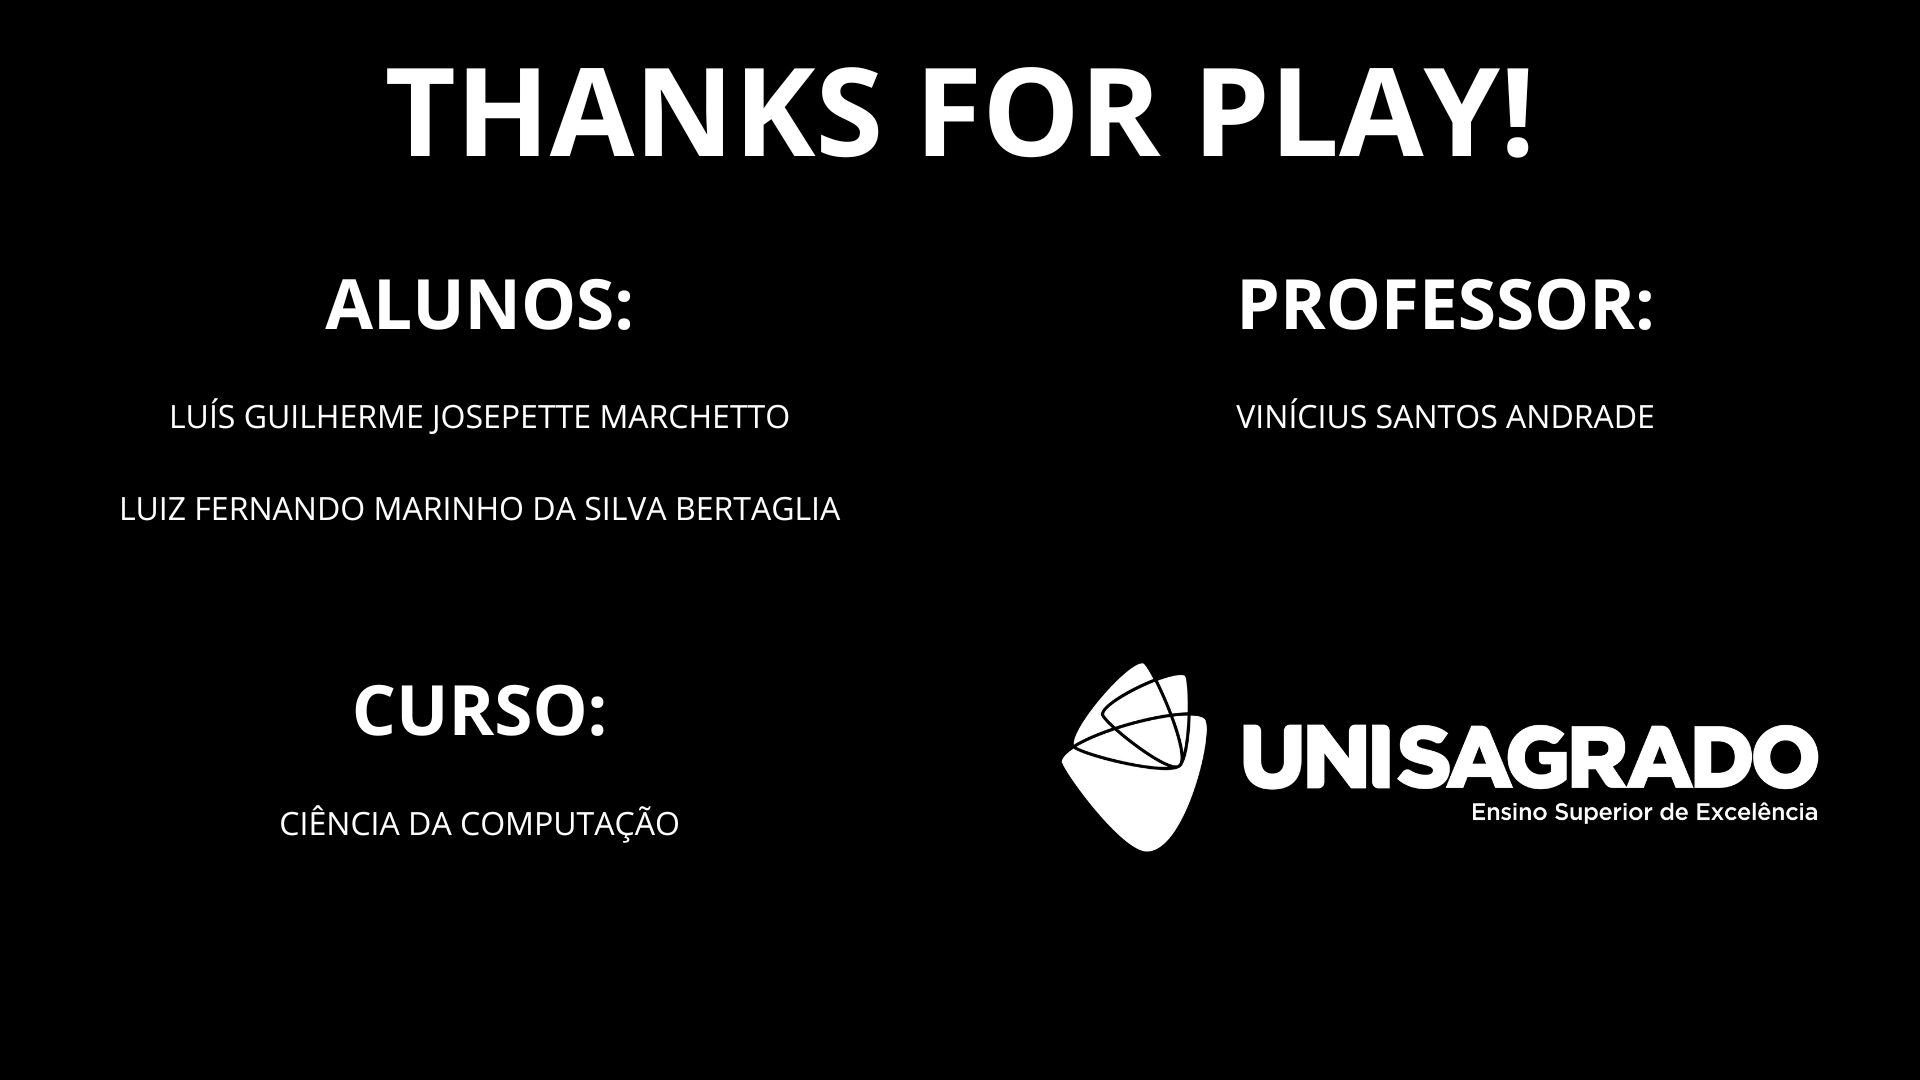 THANKS FOR PLAY!
ALUNOS:
LUÍS GUILHERME JOSEPETTE MARCHETTO
LUIZ FERNANDO MARINHO DA SILVA BERTAGLIA
PROFESSOR:
VINÍCIUS SANTOS ANDRADE
CURSO:
CIÊNCIA DA COMPUTAÇÃO
UNISAGRADO
Ensino Superior de Excelência